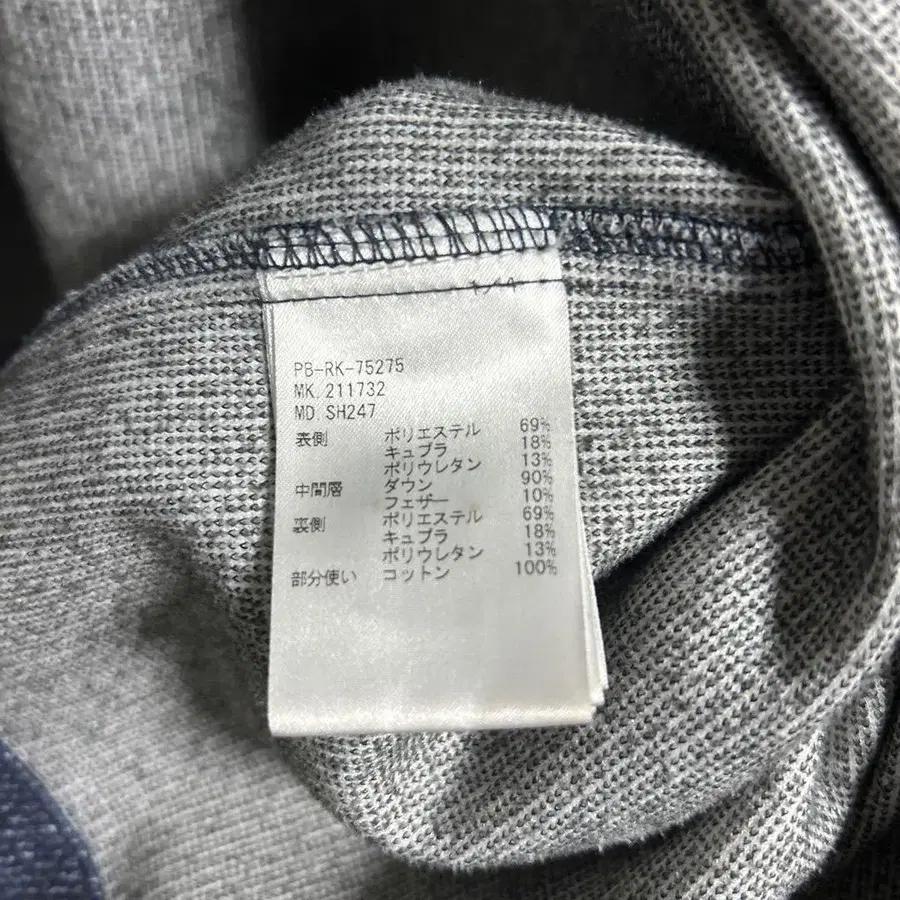 PB-RK-75275
MK. 211732
MD. SH247
表側 ポリエステル 69%
キュプラ 18%
ポリウレタン 13%
中間層 ダウン 90%
フェザー 10%
裏側 ポリエステル 69%
キュプラ 18%
ポリウレタン 13%
部分使い コットン 100%